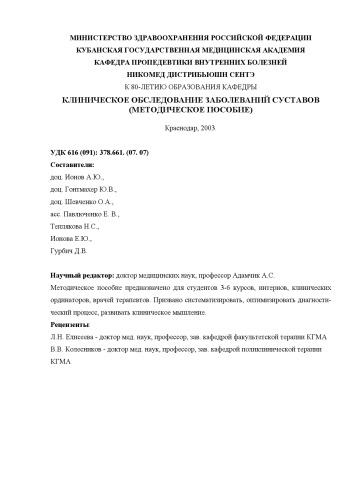 МИНИСТЕРСТВО ЗДРАВООХРАНЕНИЯ РОССИЙСКОЙ ФЕДЕРАЦИИ
КУБАНСКАЯ ГОСУДАРСТВЕННАЯ МЕДИЦИНСКАЯ АКАДЕМИЯ
КАФЕДРА ПРОПЕДЕВТИКИ ВНУТРЕННИХ БОЛЕЗНЕЙ
НИКОМЕД ДИСТРИБЬЮШН СЕНТЭ
К 80-ЛЕТИЮ ОБРАЗОВАНИЯ КАФЕДРЫ
КЛИНИЧЕСКОЕ ОБСЛЕДОВАНИЕ ЗАБОЛЕВАНИЙ СУСТАВОВ
(МЕТОДИЧЕСКОЕ ПОСОБИЕ)
Краснодар, 2003
УДК 616 (091): 378.661. (07. 07)
Составители:
доц. Ионов А.Ю.,
доц. Гонтмахер Ю.В.,
доц. Шевченко О.А.,
асс. Павлюченко Е. В.,
Теплякова Н.С.,
Ионова Е.Ю.,
Гурбич Д.В.
Научный редактор: доктор медицинских наук, профессор Адамчик А.С.
Методическое пособие предназначено для студентов 3-6 курсов, интернов, клинических
ординаторов, врачей терапевтов. Призвано систематизировать, оптимизировать диагности-
ческий процесс, развивать клиническое мышление.
Рецензенты:
Л.Н. Елисеева - доктор мед. наук, профессор, зав. кафедрой факультетской терапии КГМА
В.В. Колесников - доктор мед. наук, профессор, зав. кафедрой поликлинической терапии
КГМА